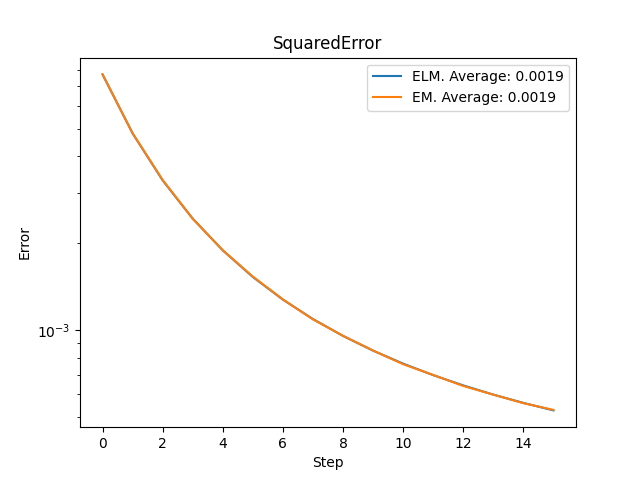 SquaredError
ELM. Average: 0.0019
EM. Average: 0.0019
Error
10⁻³
0 2 4 6 8 10 12 14
Step